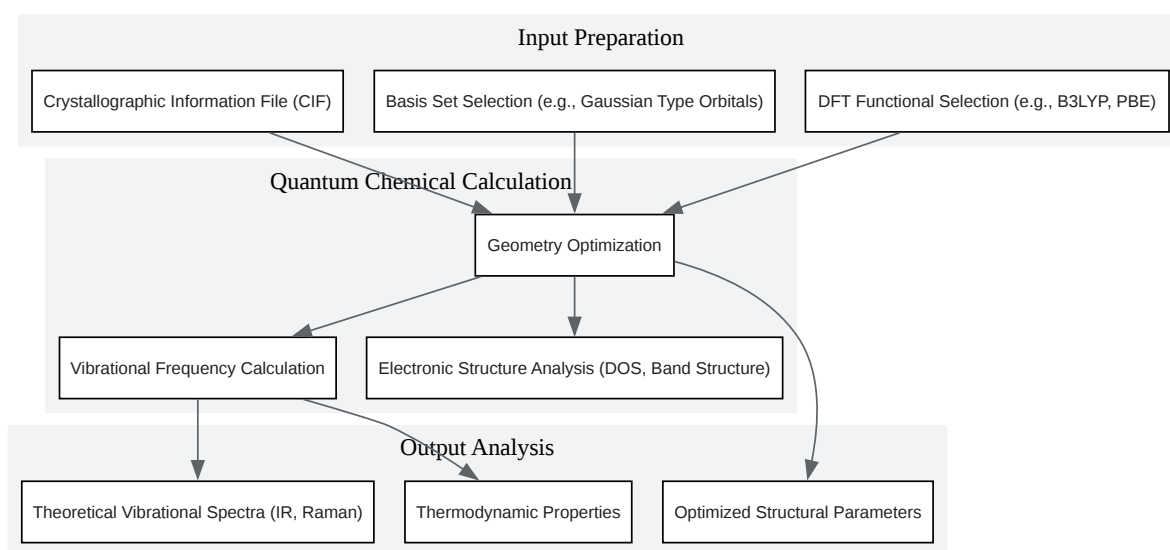 Input Preparation
Crystallographic Information File (CIF)
Basis Set Selection (e.g., Gaussian Type Orbitals)
DFT Functional Selection (e.g., B3LYP, PBE)
Quantum Chemical Calculation
Geometry Optimization
Vibrational Frequency Calculation
Electronic Structure Analysis (DOS, Band Structure)
Output Analysis
Theoretical Vibrational Spectra (IR, Raman)
Thermodynamic Properties
Optimized Structural Parameters